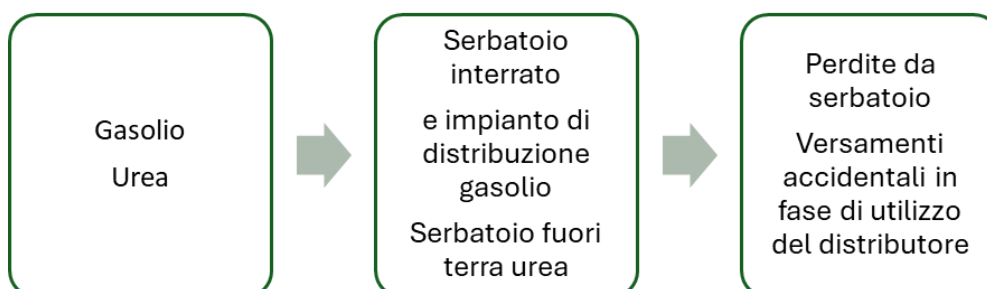 Gasolio
Urea
Serbatoio
interrato
e impianto di
distribuzione
gasolio
Serbatoio fuori
terra urea
Perdite da
serbatoio
Versamenti
accidentali in
fase di utilizzo
del distributore